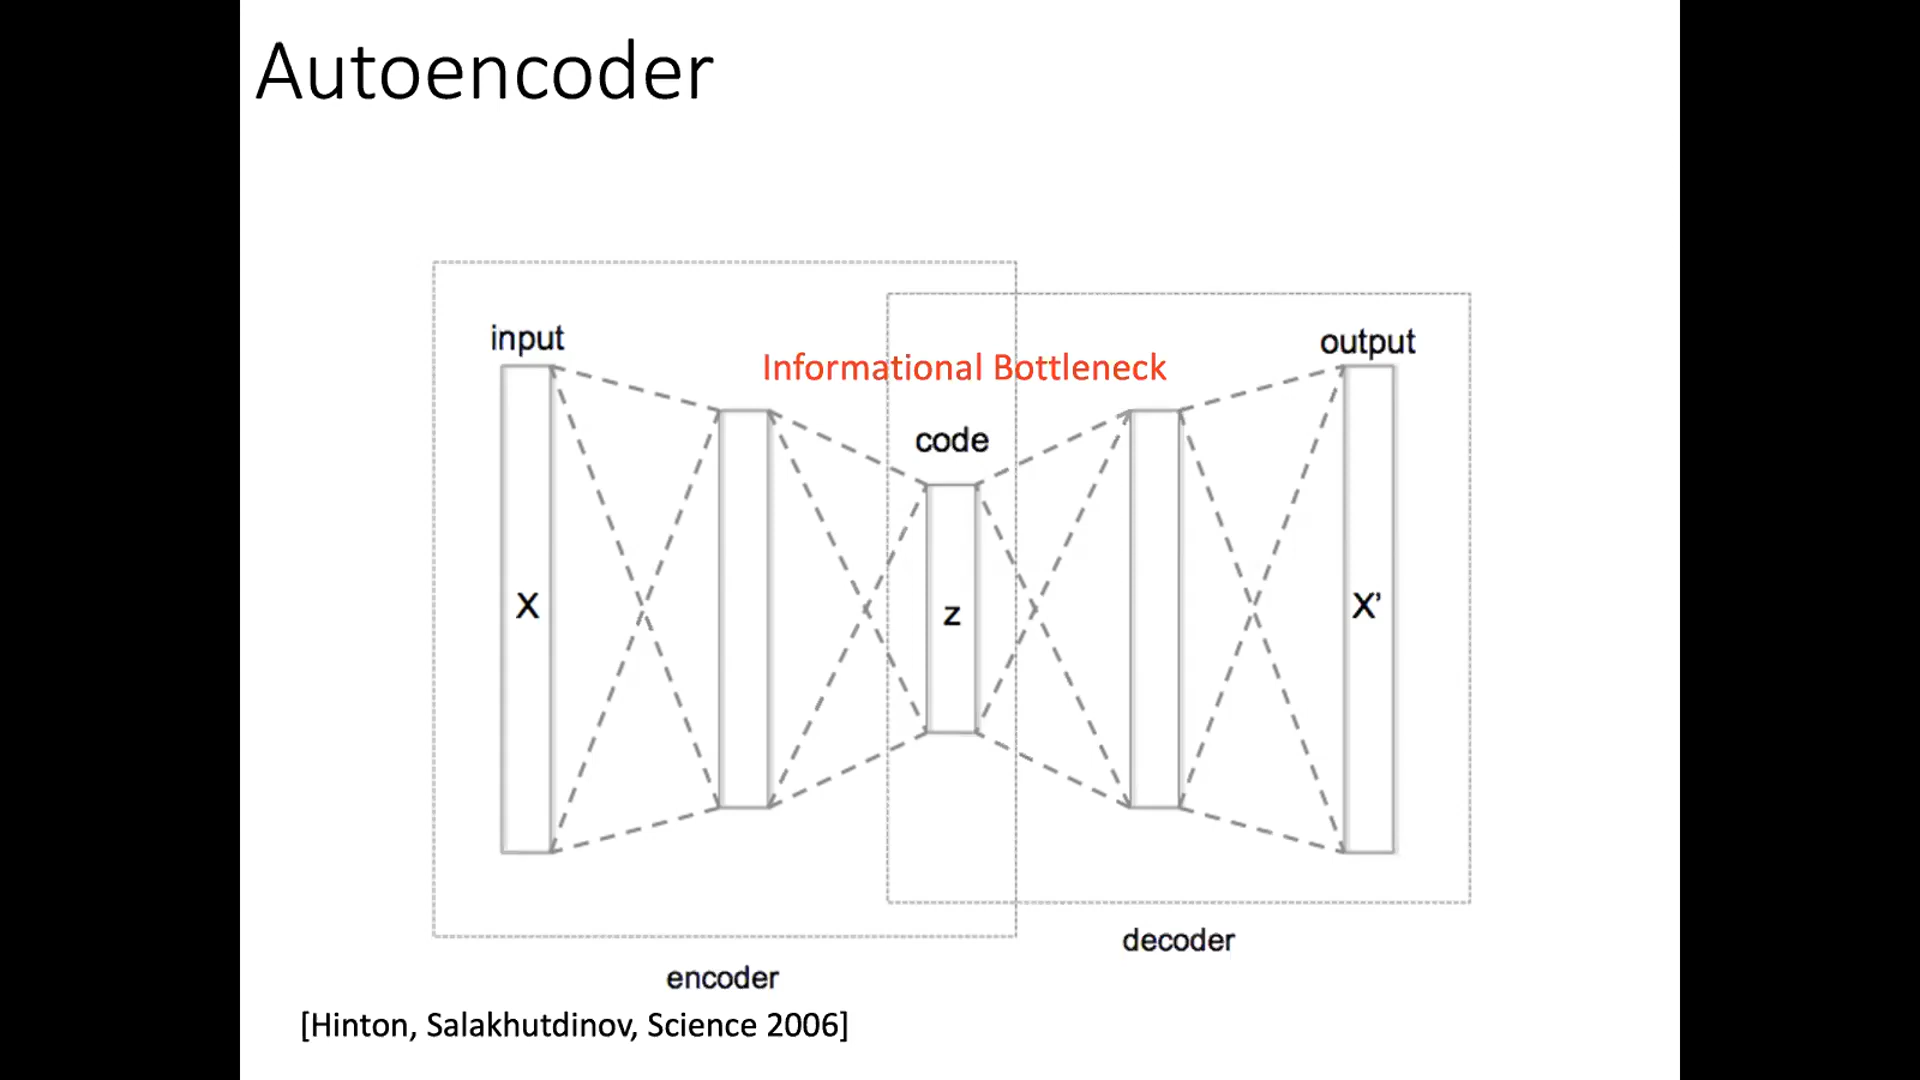 Autoencoder
input
output
Informational Bottleneck
code
X
z
X'
decoder
encoder
[Hinton, Salakhutdinov, Science 2006]